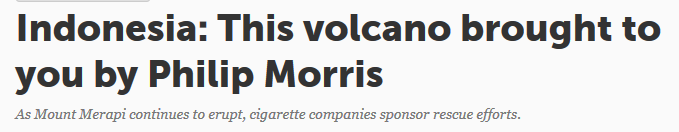 Indonesia: This volcano brought to
you by Philip Morris
As Mount Merapi continues to erupt, cigarette companies sponsor rescue efforts.